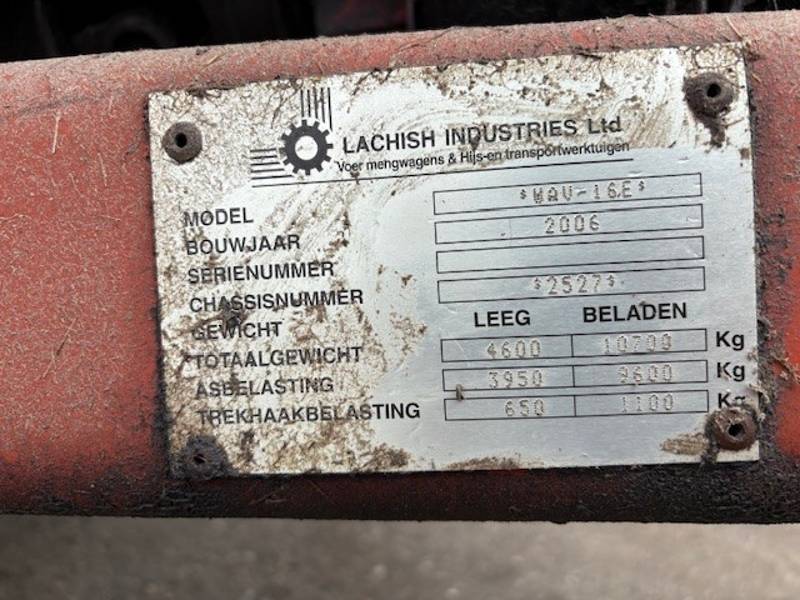 LACHISH INDUSTRIES Ltd
Voer mengwagens & Hijs-en transportwerktuigen
MODEL *WQV-16E*
BOUWJAAR 2006
SERIENUMMER
CHASSISNUMMER *2527*
GEWICHT LEEG BELADEN
TOTAALGEWICHT 4600 10700 Kg
ASBELASTING 3950 9600 Kg
TREKHAAKBELASTING 650 1100 Kg